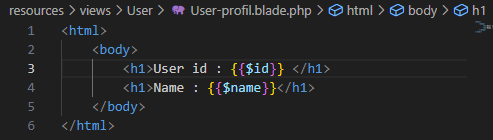 resources > views > User > User-profil.blade.php > html > body > h1
1 <html>
2 <body>
3 <h1>User id : {{$id}} </h1>
4 <h1>Name : {{$name}}</h1>
5 </body>
6 </html>